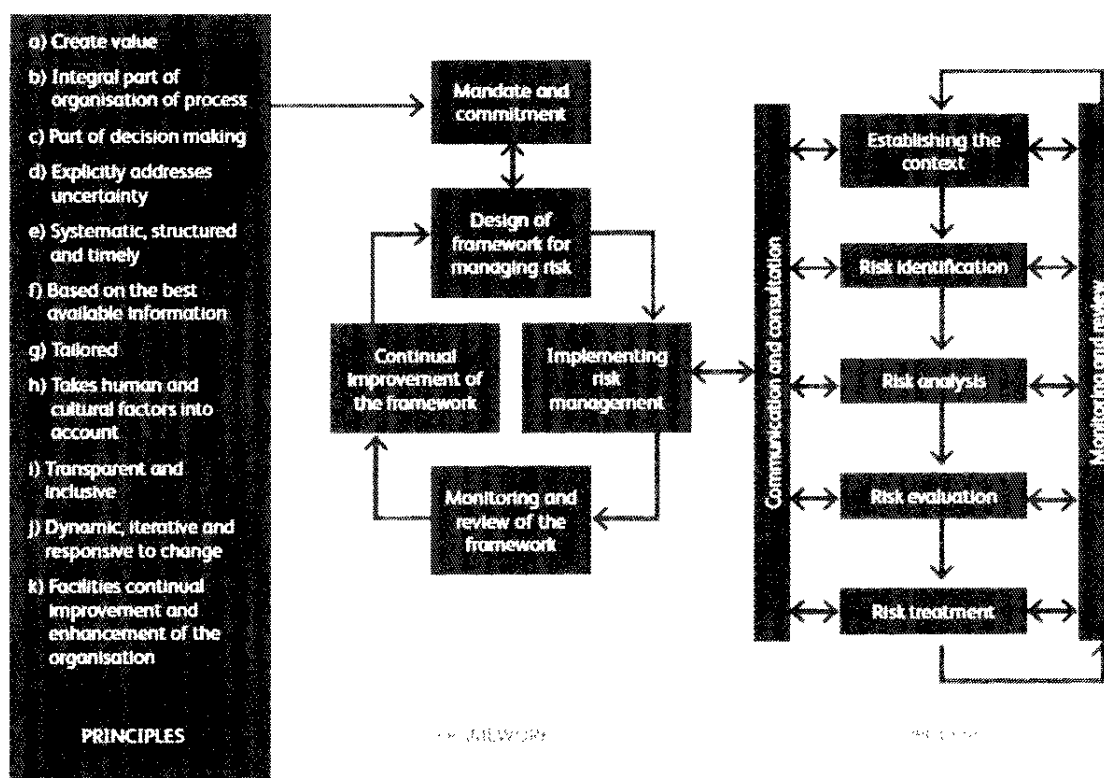 a) Create value
b) Integral part of
organisation of process
c) Part of decision making
d) Explicitly addresses
uncertainty
e) Systematic, structured
and timely
f) Based on the best
available information
g) Tailored
h) Takes human and
cultural factors into
account
i) Transparent and
inclusive
j) Dynamic, iterative and
responsive to change
k) Facilities continual
improvement and
enhancement of the
organisation
PRINCIPLES
Mandate and
commitment
Design of
framework for
managing risk
Continual
improvement of
the framework
Implementing
risk
management
Monitoring and
review of the
framework
Communication and consultation
Establishing the
context
Risk identification
Risk analysis
Risk evaluation
Risk treatment
Monitoring and review